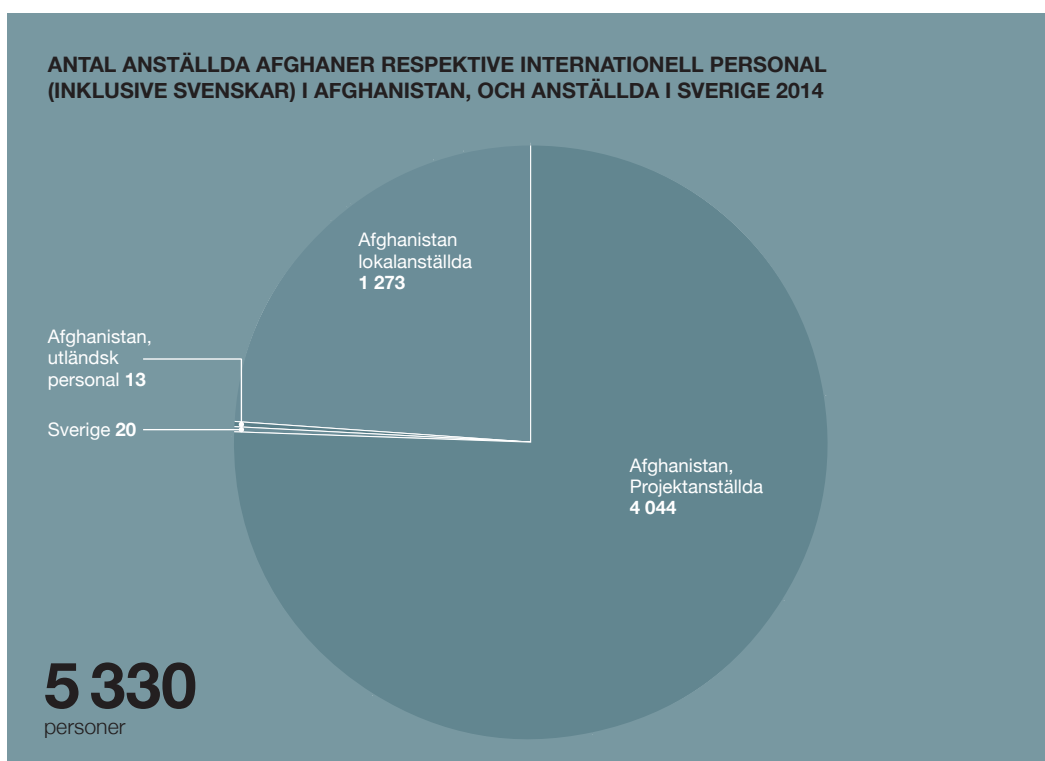 ANTAL ANSTÄLLDA AFGHANER RESPEKTIVE INTERNATIONELL PERSONAL
(INKLUSIVE SVENSKAR) I AFGHANISTAN, OCH ANSTÄLLDA I SVERIGE 2014
Afghanistan
lokalanställda
1 273
Afghanistan,
utländsk
personal 13
Sverige 20
Afghanistan,
Projektanställda
4 044
5 330
personer